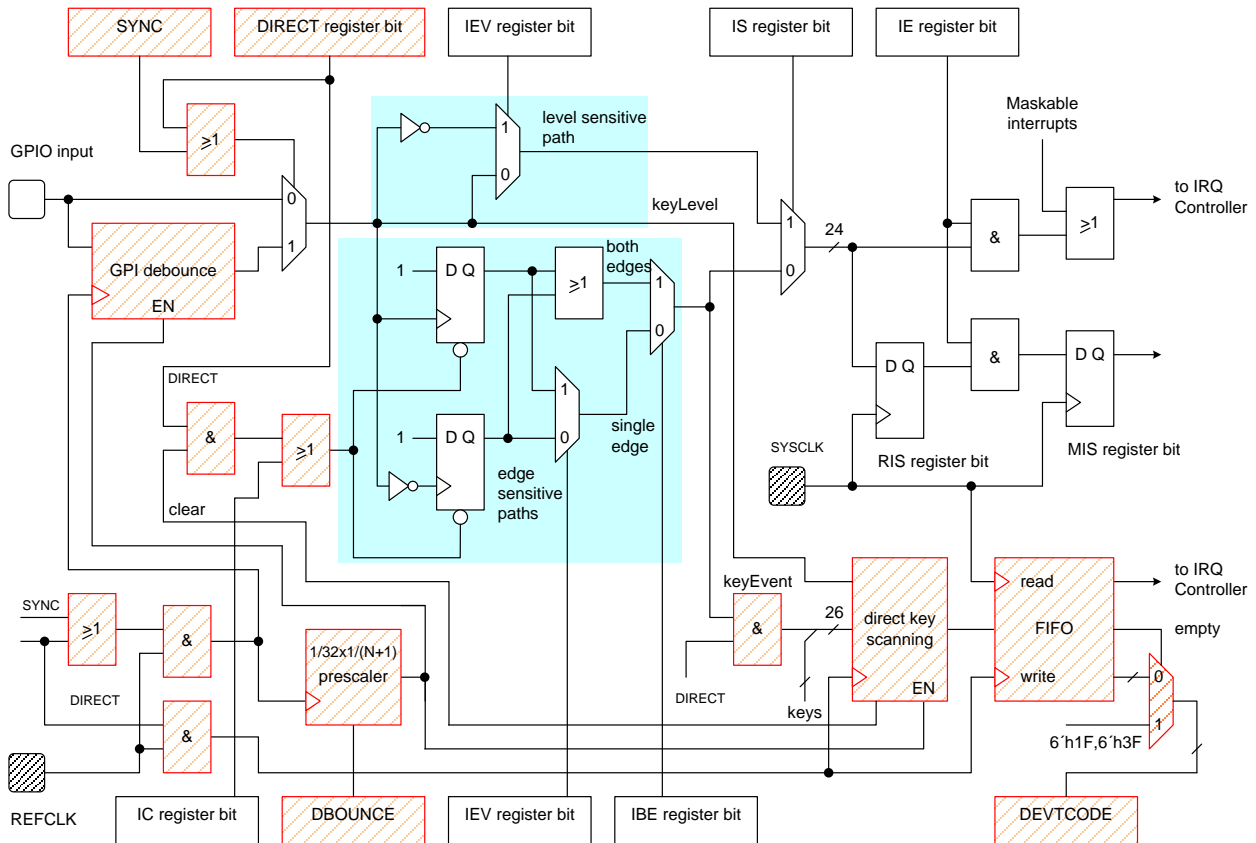 SYNC
DIRECT register bit
IEV register bit
IS register bit
IE register bit
GPIO input
≥1
0
1
level sensitive
path
1
0
keyLevel
Maskable
interrupts
to IRQ
Controller
24
1
0
&
≥1
GPI debounce
EN
1
D Q
≥1
both
edges
1
0
DIRECT
&
≥1
1
D Q
1
0
single
edge
edge
sensitive
paths
D Q
&
D Q
SYSCLK
RIS register bit
MIS register bit
clear
SYNC
≥1
&
DIRECT
&
1/32x1/(N+1)
prescaler
keyEvent
&
DIRECT
26
keys
direct key
scanning
EN
read
FIFO
write
to IRQ
Controller
empty
0
1
6´h1F,6´h3F
REFCLK
IC register bit
DBOUNCE
IEV register bit
IBE register bit
DEVTCODE